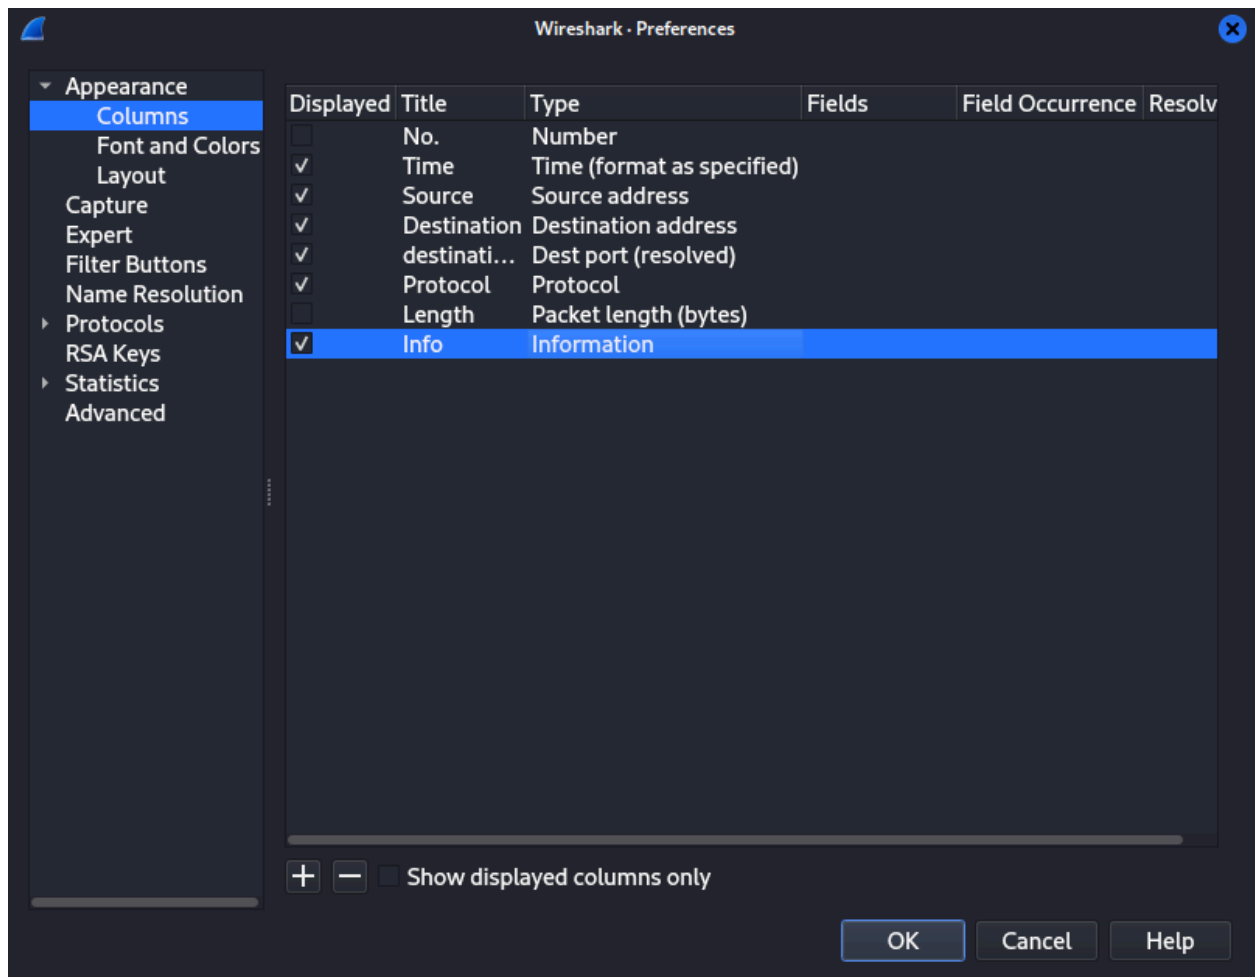 Wireshark · Preferences
Appearance
Columns
Font and Colors
Layout
Capture
Expert
Filter Buttons
Name Resolution
Protocols
RSA Keys
Statistics
Advanced
Displayed Title Type Fields Field Occurrence Resolv
No. Number
Time Time (format as specified)
Source Source address
Destination Destination address
destinati... Dest port (resolved)
Protocol Protocol
Length Packet length (bytes)
Info Information
Show displayed columns only
OK Cancel Help